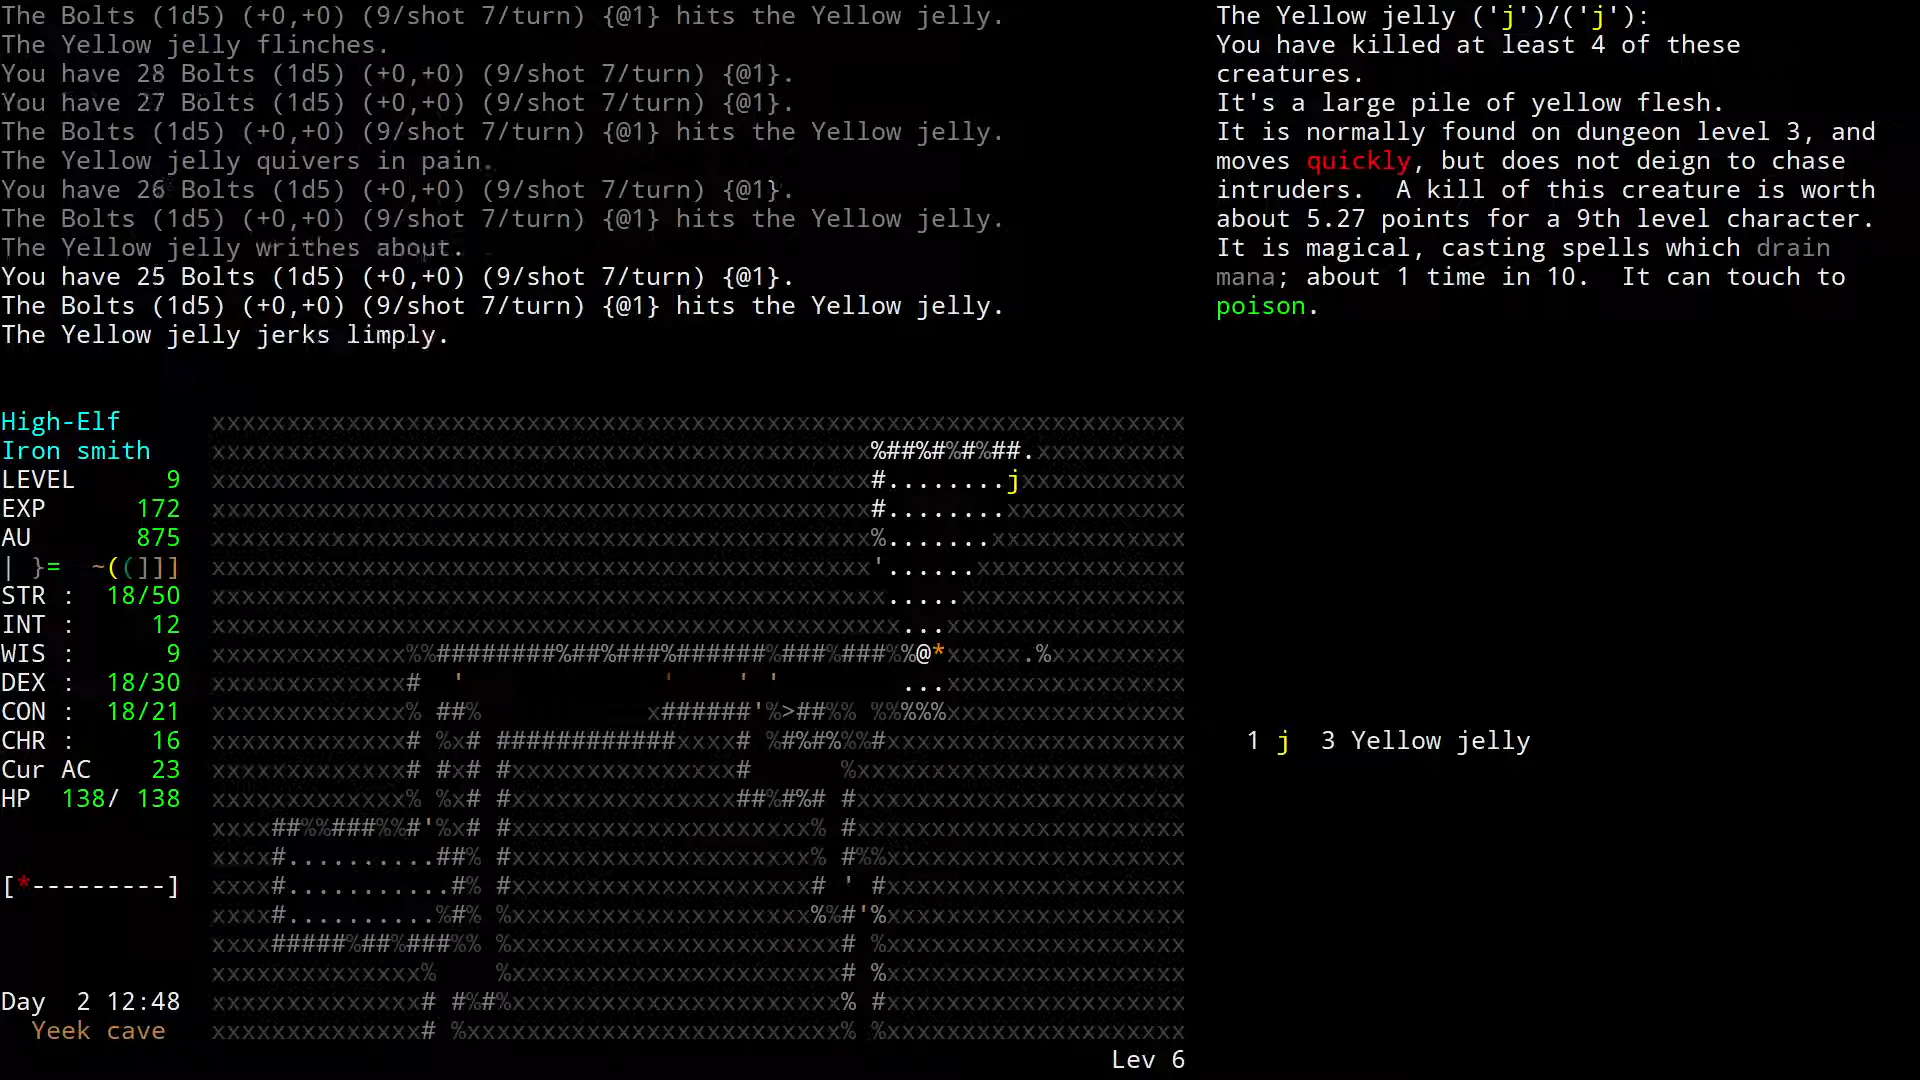 The Bolts (1d5) (+0,+0) (9/shot 7/turn) {@1} hits the Yellow jelly.
The Yellow jelly flinches.
You have 28 Bolts (1d5) (+0,+0) (9/shot 7/turn) {@1}.
You have 27 Bolts (1d5) (+0,+0) (9/shot 7/turn) {@1}.
The Bolts (1d5) (+0,+0) (9/shot 7/turn) {@1} hits the Yellow jelly.
The Yellow jelly quivers in pain.
You have 26 Bolts (1d5) (+0,+0) (9/shot 7/turn) {@1}.
The Bolts (1d5) (+0,+0) (9/shot 7/turn) {@1} hits the Yellow jelly.
The Yellow jelly writhes about.
You have 25 Bolts (1d5) (+0,+0) (9/shot 7/turn) {@1}.
The Bolts (1d5) (+0,+0) (9/shot 7/turn) {@1} hits the Yellow jelly.
The Yellow jelly jerks limply.
The Yellow jelly ('j')/('j'):
You have killed at least 4 of these
creatures.
It's a large pile of yellow flesh.
It is normally found on dungeon level 3, and
moves quickly, but does not deign to chase
intruders.  A kill of this creature is worth
about 5.27 points for a 9th level character.
It is magical, casting spells which drain
mana; about 1 time in 10.  It can touch to
poison.
High-Elf
Iron smith
LEVEL 9
EXP 172
AU 875
| }= ~((]]]
STR : 18/50
INT : 12
WIS : 9
DEX : 18/30
CON : 18/21
CHR : 16
Cur AC 23
HP 138/ 138
[*---------]
Day 2 12:48
Yeek cave
Lev 6
1 j 3 Yellow jelly